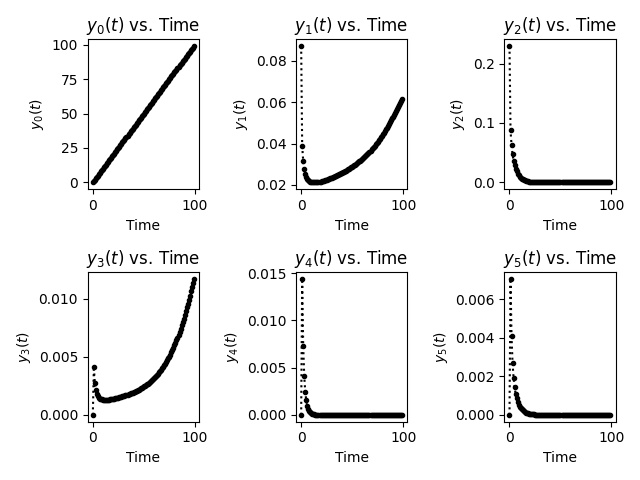 y₀(t) vs. Time
y₀(t)
100
75
50
25
0
0
100
Time
y₁(t) vs. Time
y₁(t)
0.08
0.06
0.04
0.02
0
100
Time
y₂(t) vs. Time
y₂(t)
0.2
0.1
0.0
0
100
Time
y₃(t) vs. Time
y₃(t)
0.010
0.005
0.000
0
100
Time
y₄(t) vs. Time
y₄(t)
0.015
0.010
0.005
0.000
0
100
Time
y₅(t) vs. Time
y₅(t)
0.006
0.004
0.002
0.000
0
100
Time